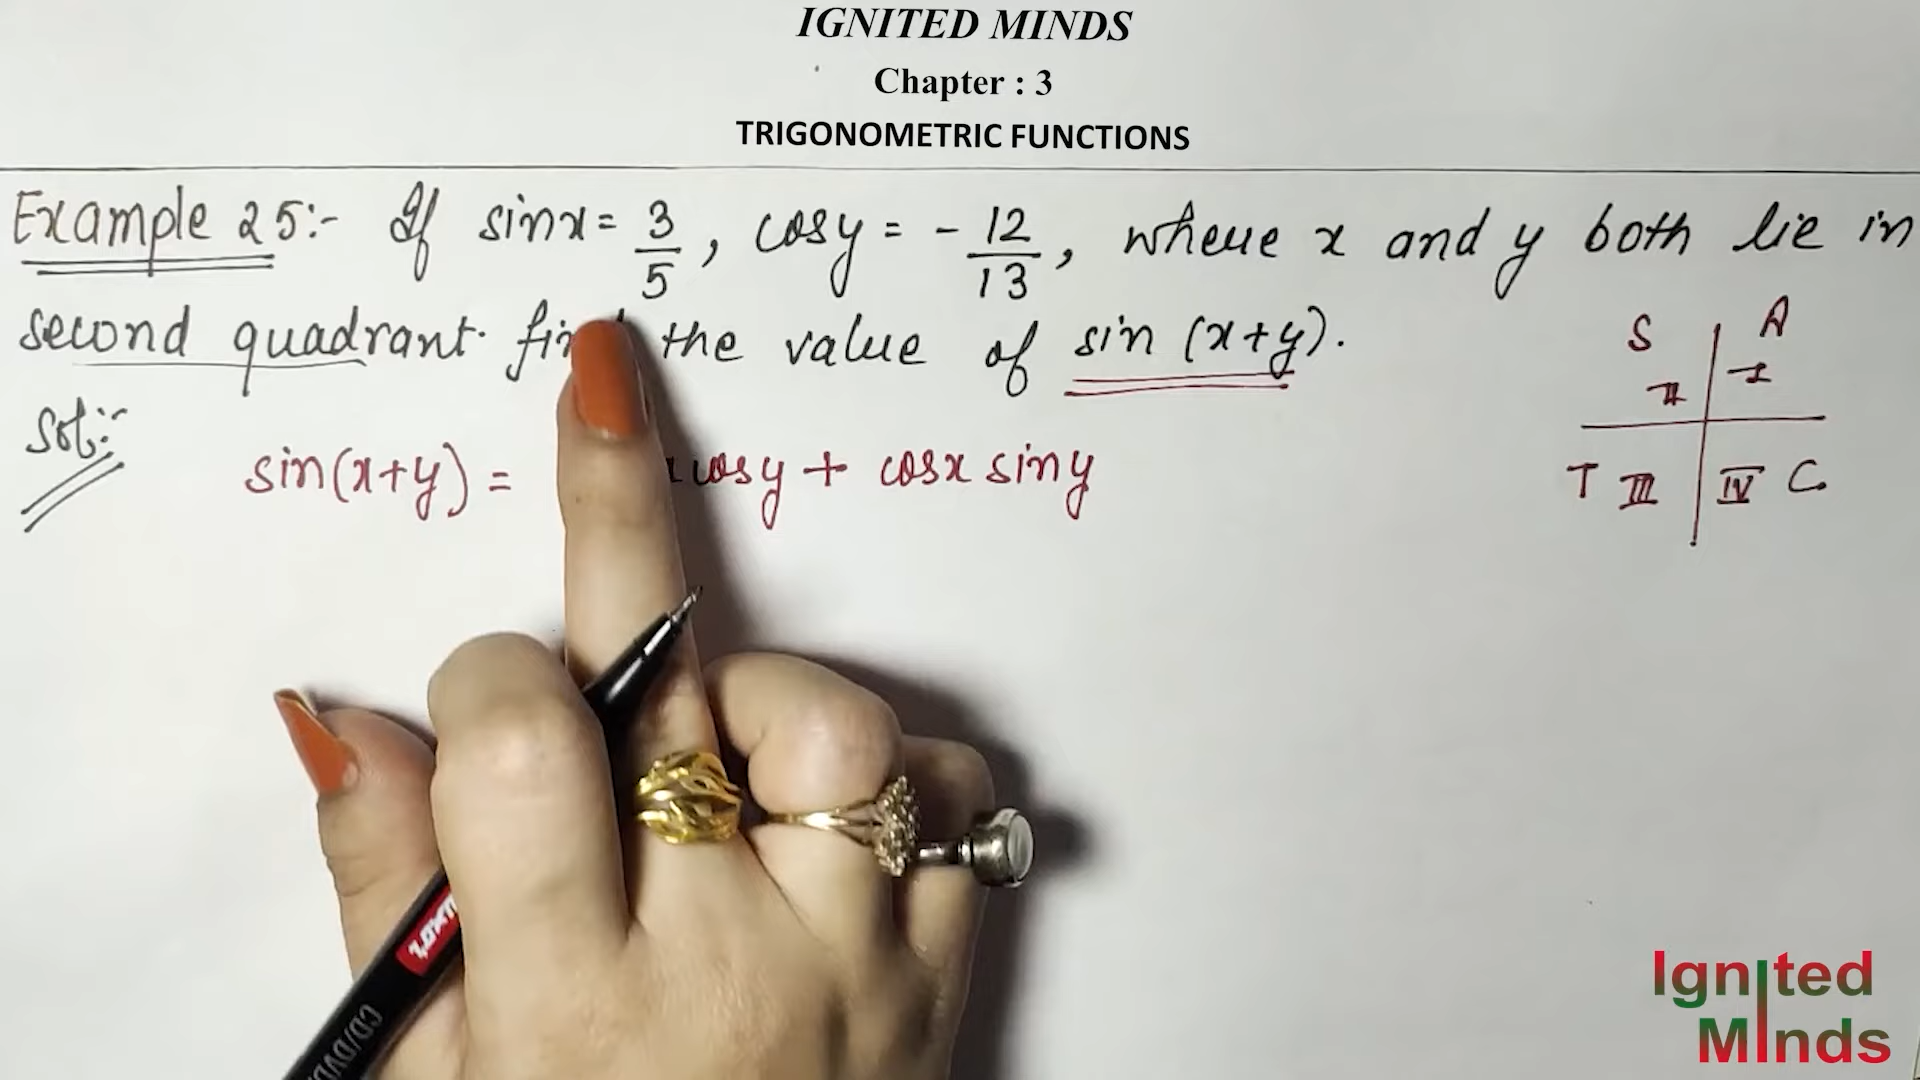 IGNITED MINDS
Chapter : 3
TRIGONOMETRIC FUNCTIONS
Example 25:- If sinx = 3/5, cosy = - 12/13, where x and y both lie in
second quadrant. the value of sin (x+y).
S A
II I
Sol:-
sin(x+y) = cosy + cosx siny
T III IV C
Ignited
Minds